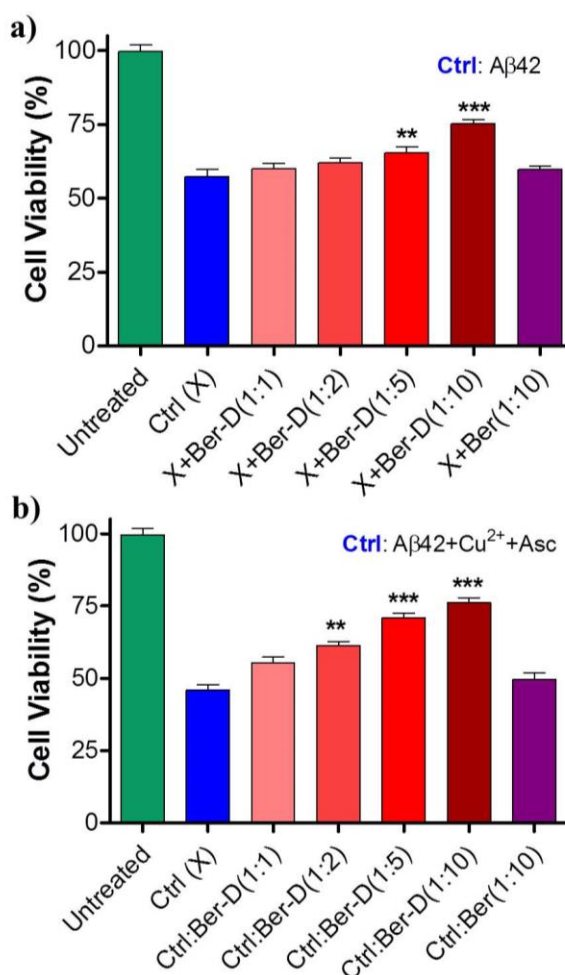 a)
Ctrl: Aβ42
Cell Viability (%)
100
75
50
25
0
**
***
Untreated
Ctrl (X)
X+Ber-D(1:1)
X+Ber-D(1:2)
X+Ber-D(1:5)
X+Ber-D(1:10)
X+Ber(1:10)
b)
Ctrl: Aβ42+Cu²⁺+Asc
Cell Viability (%)
100
75
50
25
0
**
***
***
Untreated
Ctrl (X)
Ctrl:Ber-D(1:1)
Ctrl:Ber-D(1:2)
Ctrl:Ber-D(1:5)
Ctrl:Ber-D(1:10)
Ctrl:Ber(1:10)